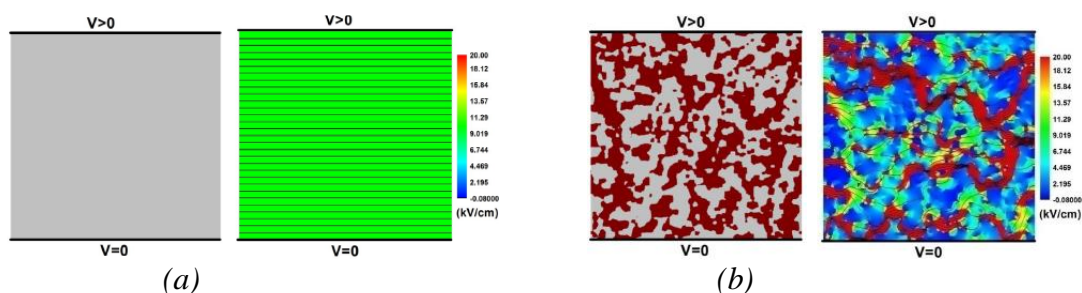 V>0
V>0
20.00
18.12
15.84
13.57
11.29
9.019
6.744
4.469
2.195
-0.08000
(kV/cm)
V=0
V=0
(a)
V>0
V>0
20.00
18.12
15.84
13.57
11.29
9.019
6.744
4.469
2.195
-0.08000
(kV/cm)
V=0
V=0
(b)